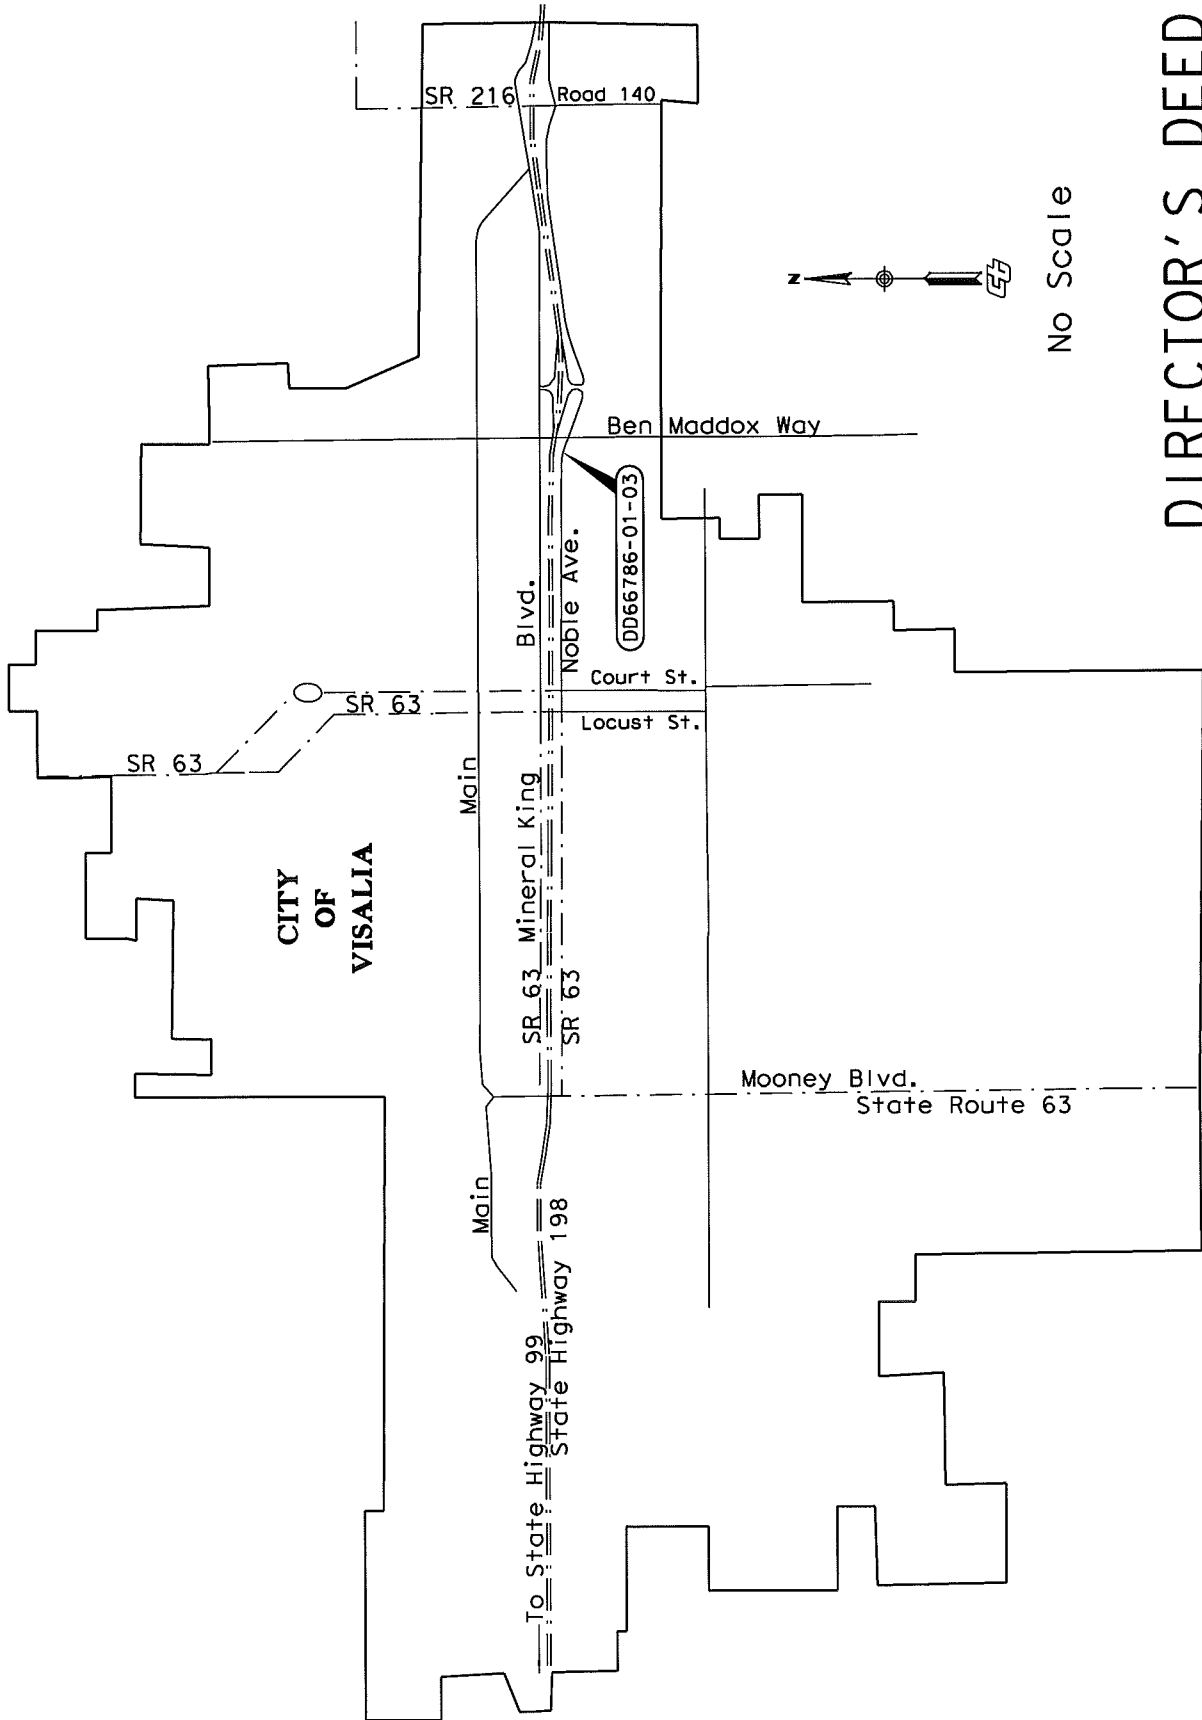 SR 216
Road 140
Ben Maddox Way
DD66786-01-03
Blvd.
Noble Ave.
Court St.
Locust St.
SR 63
SR 63
Main
Mineral King
SR 63
SR 63
CITY
OF
VISALIA
Mooney Blvd.
State Route 63
Main
To State Highway 99
State Highway 198
N
No Scale
DIRECTOR'S DEED